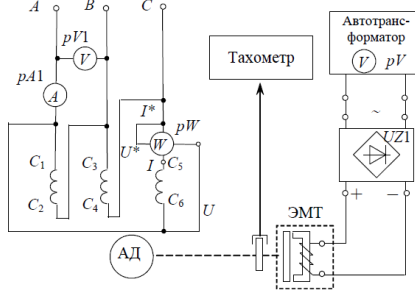 A B C
Автотранс-
форматор
V pV
Тахометр
pV1
V
pA1
A
~
I*
pW
UZ1
W
U*
C1 C3 I C5
C2 C4 C6
U
+ −
ЭМТ
АД